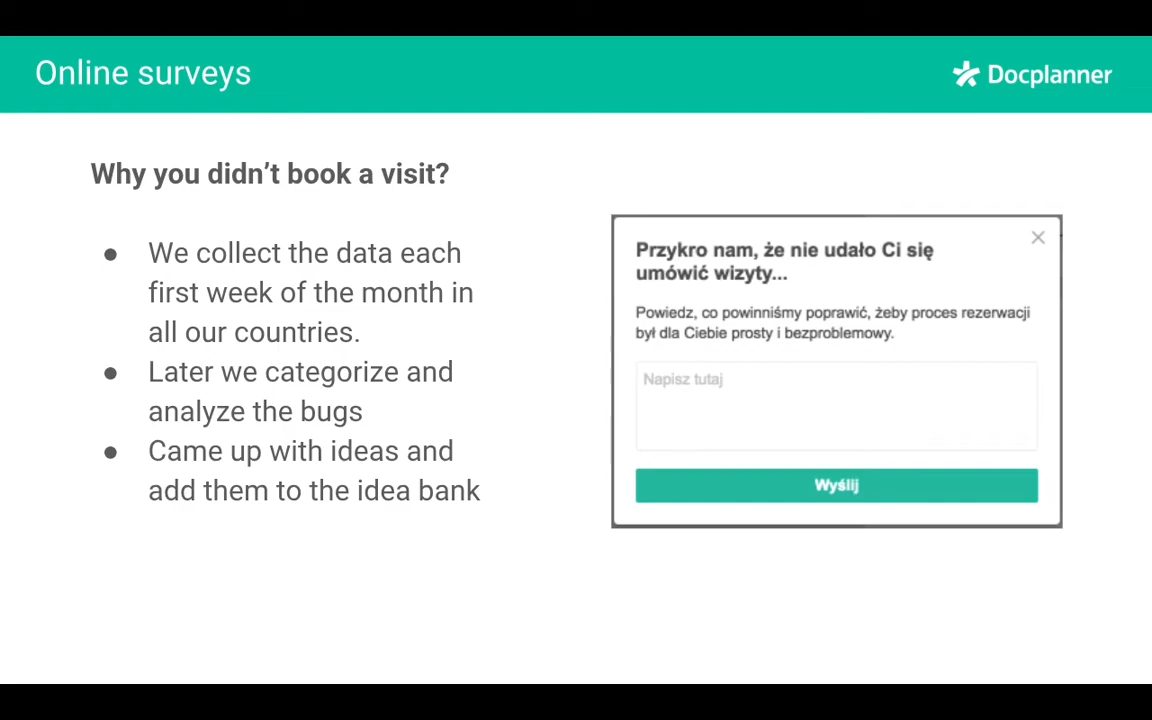 Online surveys
Docplanner
Why you didn’t book a visit?
● We collect the data each
first week of the month in
all our countries.
● Later we categorize and
analyze the bugs
● Came up with ideas and
add them to the idea bank
Przykro nam, że nie udało Ci się
umówić wizyty...
Powiedz, co powinniśmy poprawić, żeby proces rezerwacji
był dla Ciebie prosty i bezproblemowy.
Napisz tutaj
Wyślij